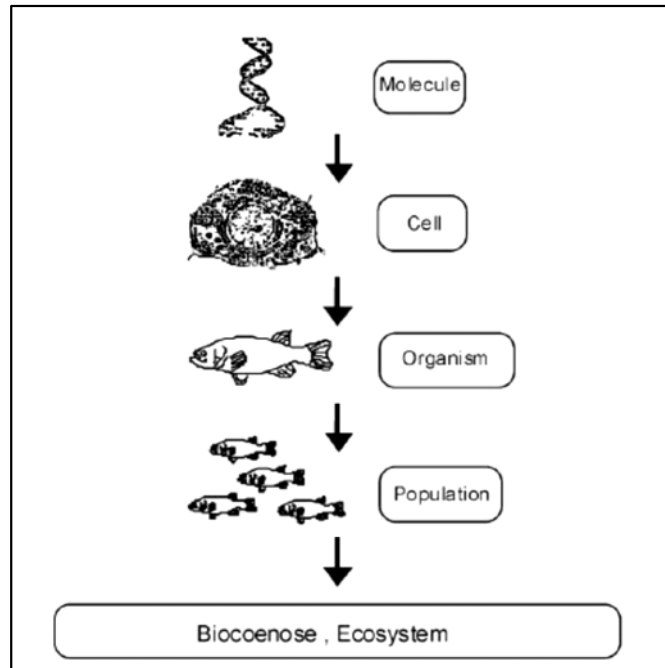 Molecule
Cell
Organism
Population
Biocoenose , Ecosystem